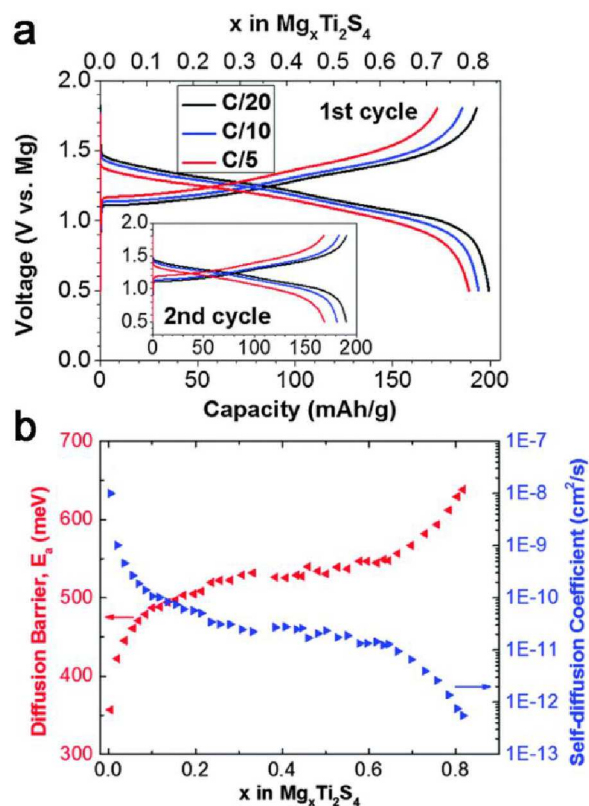 a
x in MgxTi2S4
0.0 0.1 0.2 0.3 0.4 0.5 0.6 0.7 0.8
2.0
1.5
1.0
0.5
0.0
Voltage (V vs. Mg)
C/20
C/10
C/5
1st cycle
2.0
1.5
1.0
0.5
2nd cycle
0 50 100 150 200
0 50 100 150 200
Capacity (mAh/g)
b
700
600
500
400
300
Diffusion Barrier, Ea (meV)
1E-7
1E-8
1E-9
1E-10
1E-11
1E-12
1E-13
Self-diffusion Coefficient (cm²/s)
0.0 0.2 0.4 0.6 0.8
x in MgxTi2S4